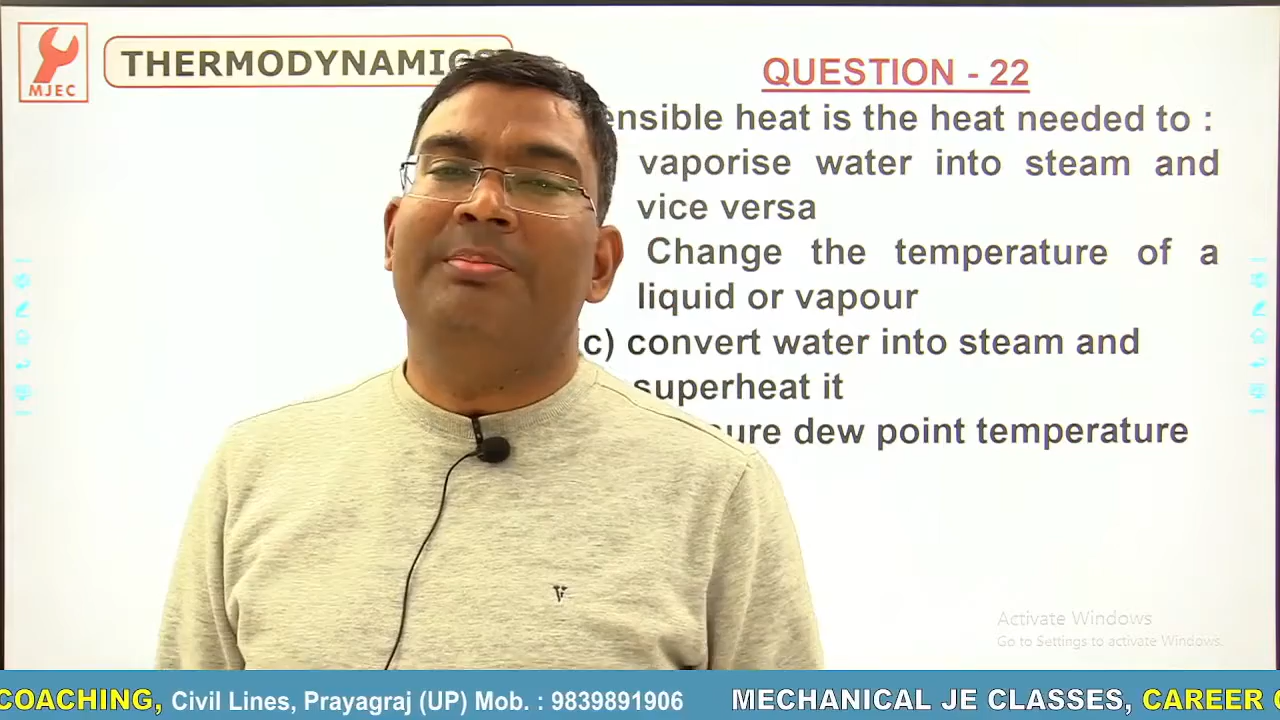 MJEC
THERMODYNAMICS
QUESTION - 22
ensible heat is the heat needed to :
vaporise water into steam and
vice versa
Change the temperature of a
liquid or vapour
c) convert water into steam and
superheat it
ure dew point temperature
Activate Windows
Go to Settings to activate Windows.
COACHING, Civil Lines, Prayagraj (UP) Mob. : 9839891906 MECHANICAL JE CLASSES, CAREER